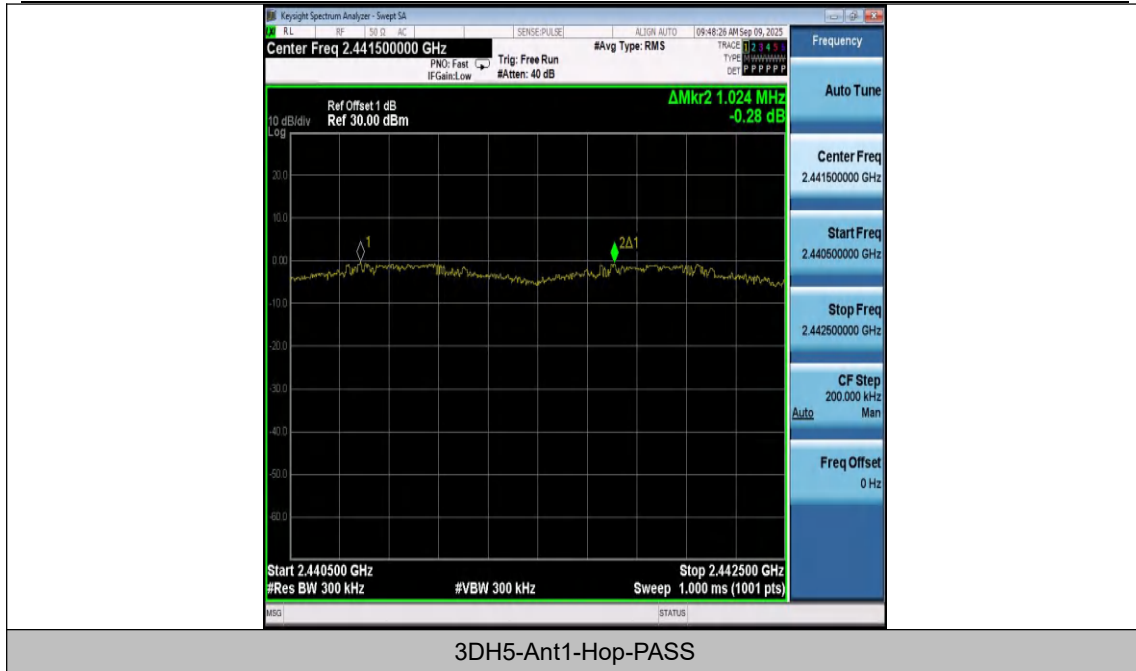 Keysight Spectrum Analyzer - Swept SA
RL RF 50 Ω AC SENSE:PULSE ALIGN AUTO 09:48:26 AM Sep 09, 2025
Center Freq 2.441500000 GHz #Avg Type: RMS TRACE 1 2 3 4 5 6
PNO: Fast Trig: Free Run TYPE M WWWWW
IFGain:Low #Atten: 40 dB DET P P P P P P
Frequency
Auto Tune
Center Freq
2.441500000 GHz
Start Freq
2.440500000 GHz
Stop Freq
2.442500000 GHz
CF Step
200.000 kHz
Auto Man
Freq Offset
0 Hz
ΔMkr2 1.024 MHz
-0.28 dB
Ref Offset 1 dB
10 dB/div Ref 30.00 dBm
Log
20.0
10.0
0.00
-10.0
-20.0
-30.0
-40.0
-50.0
-60.0
1
2Δ1
Start 2.440500 GHz Stop 2.442500 GHz
#Res BW 300 kHz #VBW 300 kHz Sweep 1.000 ms (1001 pts)
MSG STATUS
3DH5-Ant1-Hop-PASS